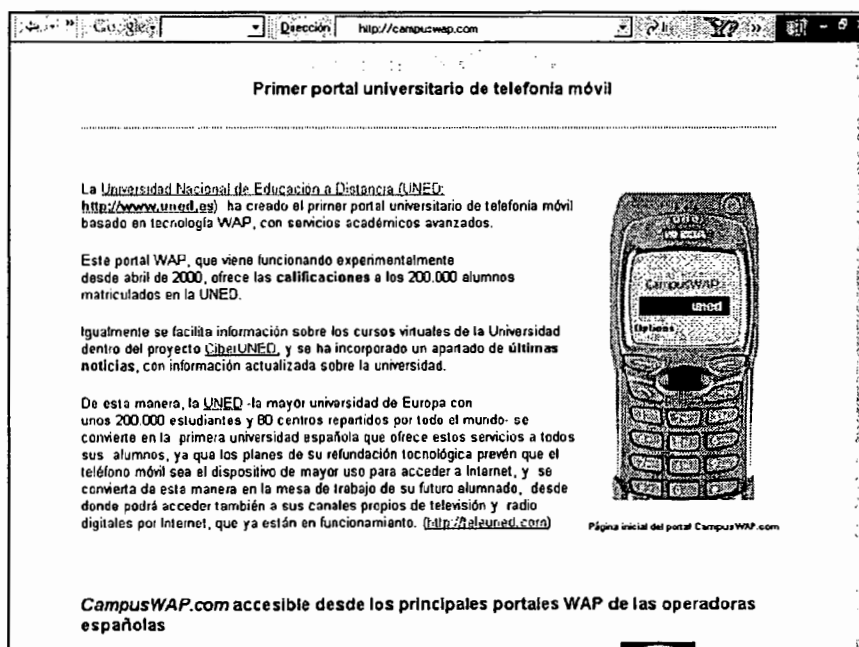 Google
Dirección http://campuswap.com
Primer portal universitario de telefonía móvil
La Universidad Nacional de Educación a Distancia (UNED:
http://www.uned.es) ha creado el primer portal universitario de telefonía móvil
basado en tecnología WAP, con servicios académicos avanzados.
Este portal WAP, que viene funcionando experimentalmente
desde abril de 2000, ofrece las calificaciones a los 200.000 alumnos
matriculados en la UNED.
Igualmente se facilita información sobre los cursos virtuales de la Universidad
dentro del proyecto CiberUNED, y se ha incorporado un apartado de últimas
noticias, con información actualizada sobre la universidad.
De esta manera, la UNED -la mayor universidad de Europa con
unos 200.000 estudiantes y 80 centros repartidos por todo el mundo- se
convierte en la primera universidad española que ofrece estos servicios a todos
sus alumnos, ya que los planes de su refundación tecnológica prevén que el
teléfono móvil sea el dispositivo de mayor uso para acceder a Internet, y se
convierta de esta manera en la mesa de trabajo de su futuro alumnado, desde
donde podrá acceder también a sus canales propios de televisión y radio
digitales por Internet, que ya están en funcionamiento. (http://teleuned.com)
CampusWAP
uned
Options
Página inicial del portal CampusWAP.com
CampusWAP.com accesible desde los principales portales WAP de las operadoras
españolas